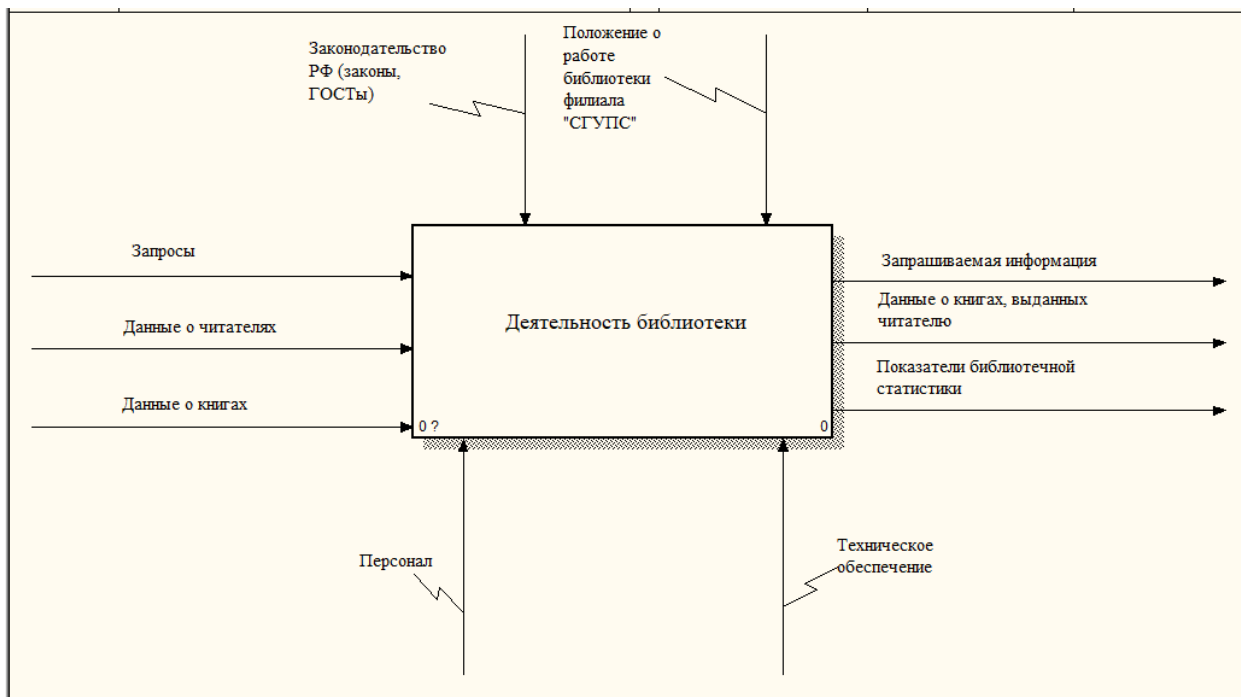 Законодательство
РФ (законы,
ГОСТы)
Положение о
работе
библиотеки
филиала
"СГУПС"
Запросы
Данные о читателях
Данные о книгах
Деятельность библиотеки
0 ?
0
Запрашиваемая информация
Данные о книгах, выданных
читателю
Показатели библиотечной
статистики
Персонал
Техническое
обеспечение